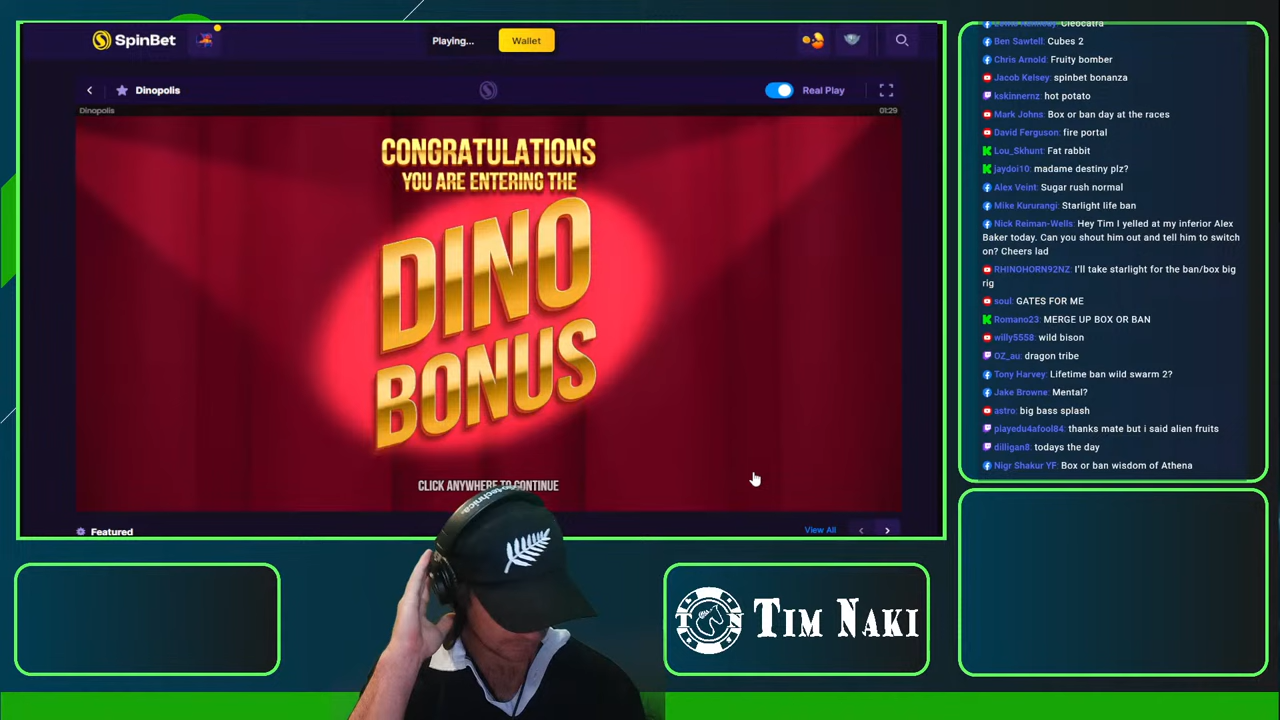 SpinBet
Playing...
Wallet
Dinopolis
Real Play
Dinopolis
01:29
CONGRATULATIONS
YOU ARE ENTERING THE
DINO
BONUS
CLICK ANYWHERE TO CONTINUE
Featured
View All
technica.
TIM NAKI
Cleocatra
Ben Sawtell: Cubes 2
Chris Arnold: Fruity bomber
Jacob Kelsey: spinbet bonanza
kskinnernz: hot potato
Mark Johns: Box or ban day at the races
David Ferguson: fire portal
Lou_Skhunt: Fat rabbit
jaydoi10: madame destiny plz?
Alex Veint: Sugar rush normal
Mike Kururangi: Starlight life ban
Nick Reiman-Wells: Hey Tim I yelled at my inferior Alex
Baker today. Can you shout him out and tell him to switch
on? Cheers lad
RHINOHORN92NZ: I'll take starlight for the ban/box big
rig
soul: GATES FOR ME
Romano23: MERGE UP BOX OR BAN
willy5558: wild bison
OZ_au: dragon tribe
Tony Harvey: Lifetime ban wild swarm 2?
Jake Browne: Mental?
astro: big bass splash
playedu4afool84: thanks mate but i said alien fruits
dilligan8: todays the day
Nigr Shakur YF: Box or ban wisdom of Athena